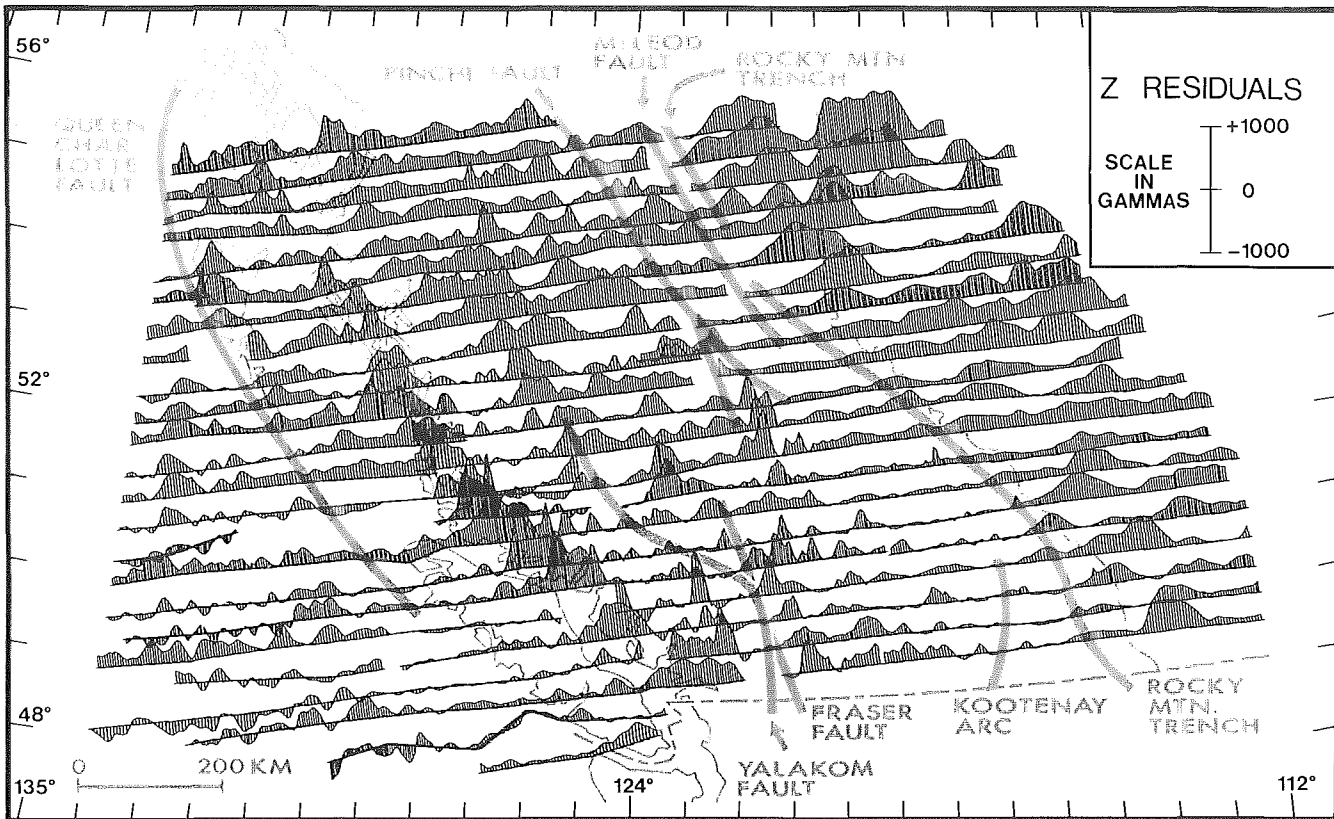 56°
52°
48°
135°
124°
112°
PINCHI FAULT
McLEOD
FAULT
ROCKY MTN
TRENCH
QUEEN
CHAR
LOTTE
FAULT
Z RESIDUALS
SCALE
IN
GAMMAS
+1000
0
-1000
0 200 KM
FRASER
FAULT
YALAKOM
FAULT
KOOTENAY
ARC
ROCKY
MTN.
TRENCH